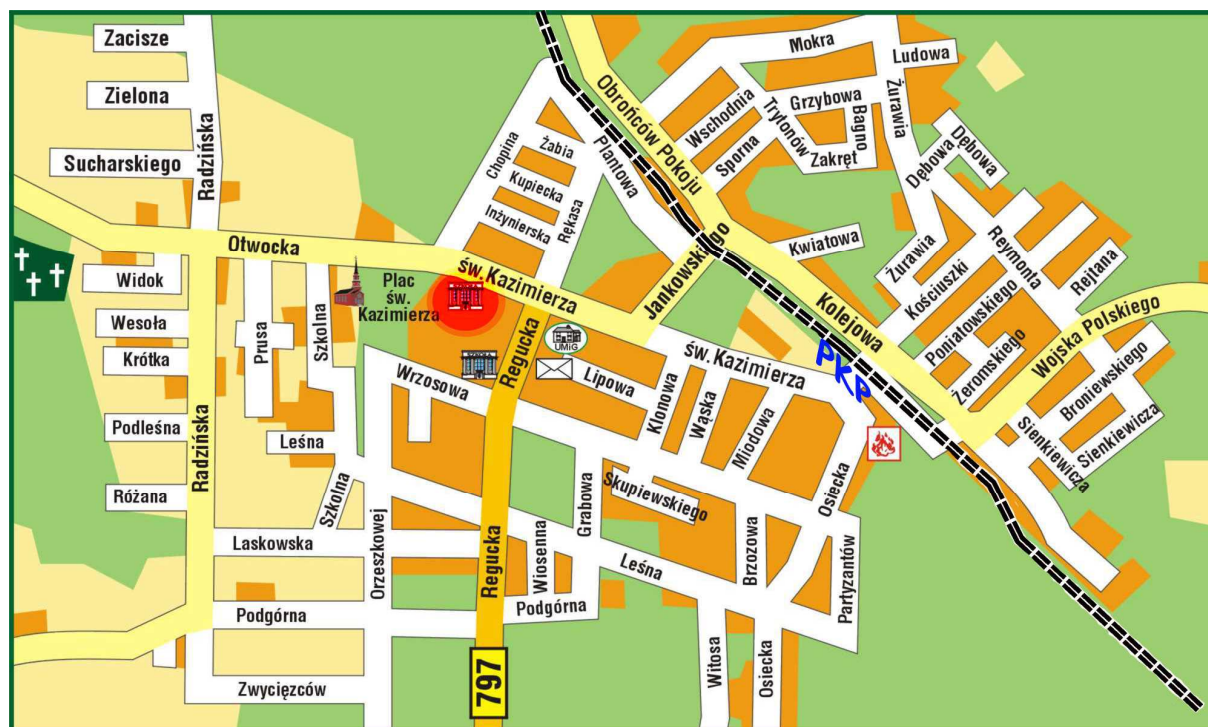 Zacisze
Zielona
Sucharskiego
Radzińska
Mokra
Ludowa
Obrońców Pokoju
Wschodnia
Trytonów
Grzybowa
Bagno
Żurawia
Sporna
Zakręt
Dębowa
Dębowa
Chopina
Żabia
Kupiecka
Inżynierska
Rękasa
Plantowa
Otwocka
św. Kazimierza
Jankowskiego
Kwiatowa
Żurawia
Kościuszki
Reymonta
Rejtana
Widok
Wesoła
Krótka
Prusa
Szkolna
Plac
św.
Kazimierza
SZKOŁA
Regucka
UMiG
Kolejowa
Poniatowskiego
Żeromskiego
Wojska Polskiego
Broniewskiego
Sienkiewicza
Sienkiewicza
SZKOŁA
Wrzosowa
Lipowa
św. Kazimierza
PKP
Klonowa
Wąska
Miodowa
Podleśna
Radzińska
Leśna
Różana
Szkolna
Skupiewskiego
Osiecka
Laskowska
Orzeszkowej
Regucka
Wiosenna
Grabowa
Leśna
Brzozowa
Partyzantów
Podgórna
Podgórna
Zwycięzców
797
Witosa
Osiecka